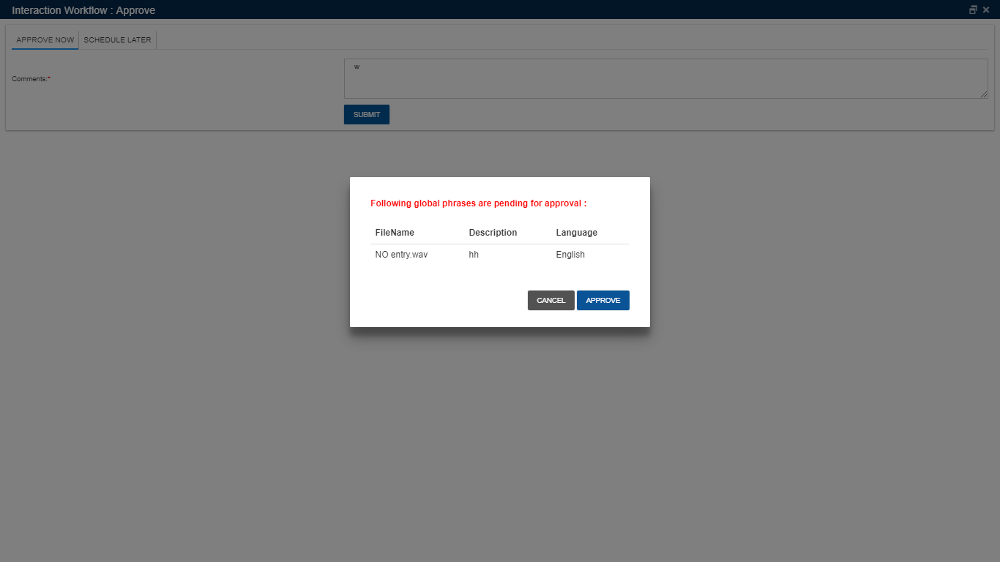 Interaction Workflow : Approve
APPROVE NOW SCHEDULE LATER
Comments:*
w
SUBMIT
Following global phrases are pending for approval :
FileName Description Language
NO entry.wav hh English
CANCEL APPROVE